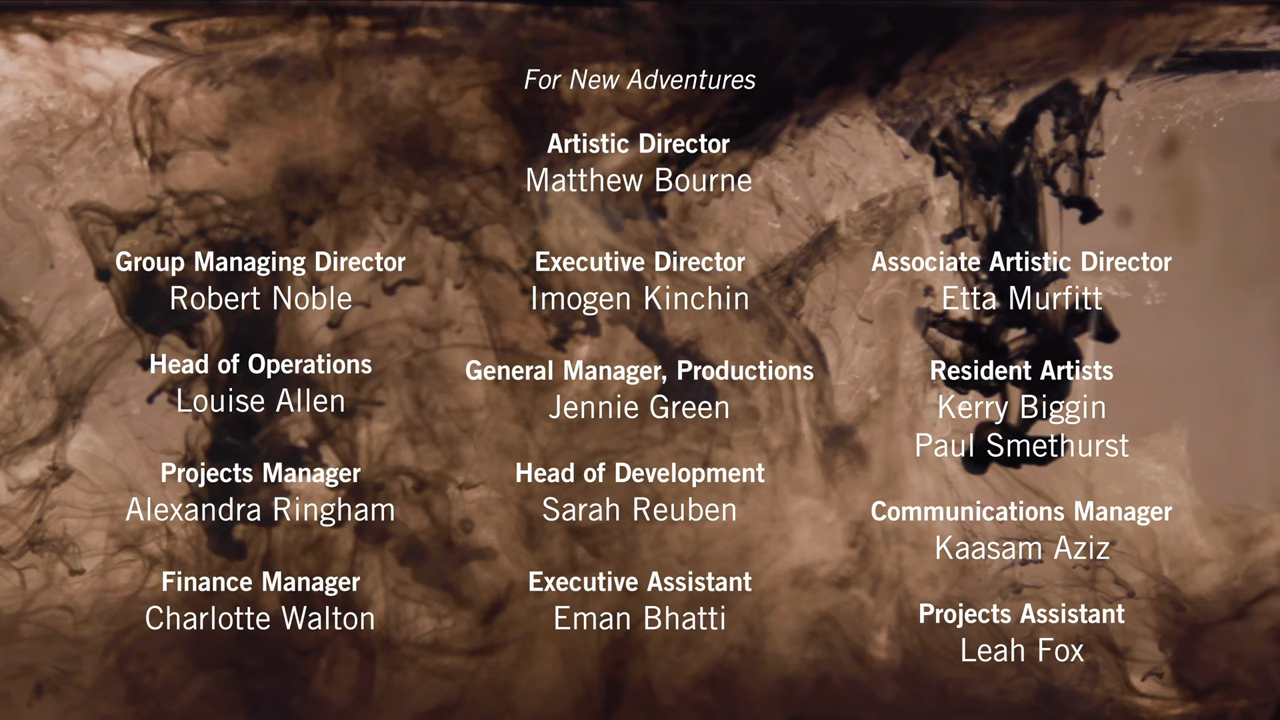 For New Adventures
Artistic Director
Matthew Bourne
Group Managing Director
Robert Noble
Head of Operations
Louise Allen
Projects Manager
Alexandra Ringham
Finance Manager
Charlotte Walton
Executive Director
Imogen Kinchin
General Manager, Productions
Jennie Green
Head of Development
Sarah Reuben
Executive Assistant
Eman Bhatti
Associate Artistic Director
Etta Murfitt
Resident Artists
Kerry Biggin
Paul Smethurst
Communications Manager
Kaasam Aziz
Projects Assistant
Leah Fox